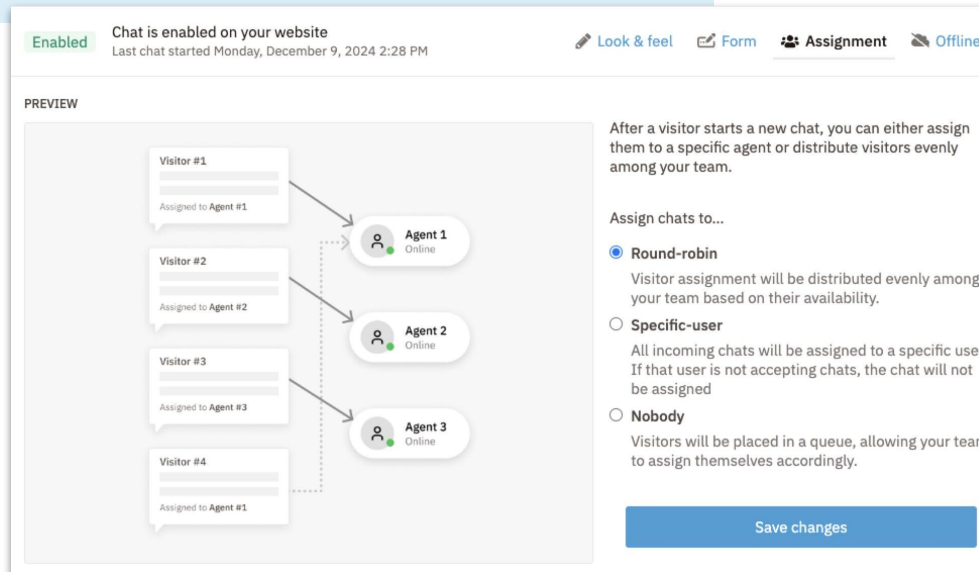 Enabled
Chat is enabled on your website
Last chat started Monday, December 9, 2024 2:28 PM
Look & feel
Form
Assignment
Offline
PREVIEW
Visitor #1
Assigned to Agent #1
Visitor #2
Assigned to Agent #2
Visitor #3
Assigned to Agent #3
Visitor #4
Assigned to Agent #1
Agent 1
Online
Agent 2
Online
Agent 3
Online
After a visitor starts a new chat, you can either assign
them to a specific agent or distribute visitors evenly
among your team.
Assign chats to...
Round-robin
Visitor assignment will be distributed evenly among
your team based on their availability.
Specific-user
All incoming chats will be assigned to a specific use
If that user is not accepting chats, the chat will not
be assigned
Nobody
Visitors will be placed in a queue, allowing your tear
to assign themselves accordingly.
Save changes